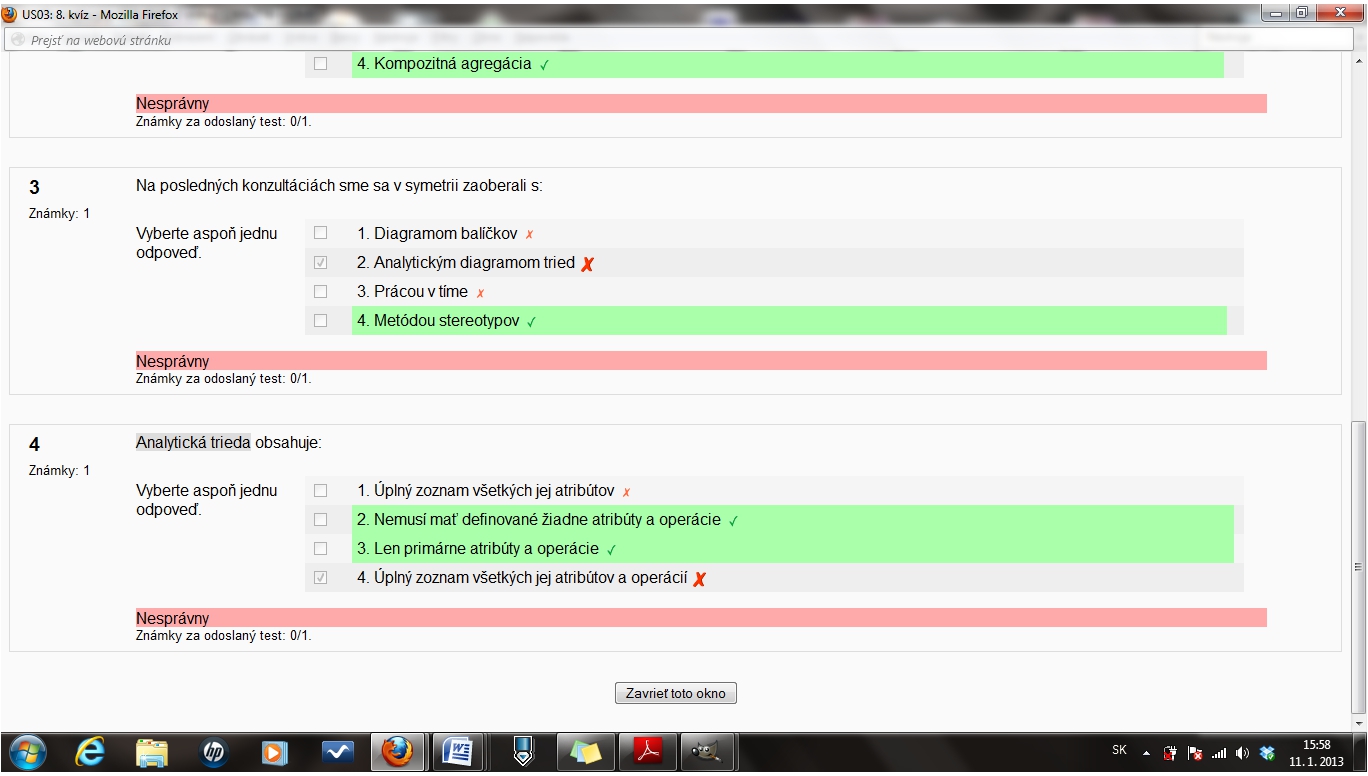 US03: 8. kvíz - Mozilla Firefox
Prejsť na webovú stránku
4. Kompozitná agregácia
Nesprávny
Známky za odoslaný test: 0/1.
3
Na posledných konzultáciách sme sa v symetrii zaoberali s:
Známky: 1
Vyberte aspoň jednu
odpoveď.
1. Diagramom balíčkov
2. Analytickým diagramom tried
3. Prácou v tíme
4. Metódou stereotypov
Nesprávny
Známky za odoslaný test: 0/1.
4
Analytická trieda obsahuje:
Známky: 1
Vyberte aspoň jednu
odpoveď.
1. Úplný zoznam všetkých jej atribútov
2. Nemusí mať definované žiadne atribúty a operácie
3. Len primárne atribúty a operácie
4. Úplný zoznam všetkých jej atribútov a operácií
Nesprávny
Známky za odoslaný test: 0/1.
Zavrieť toto okno
hp
SK
15:58
11. 1. 2013